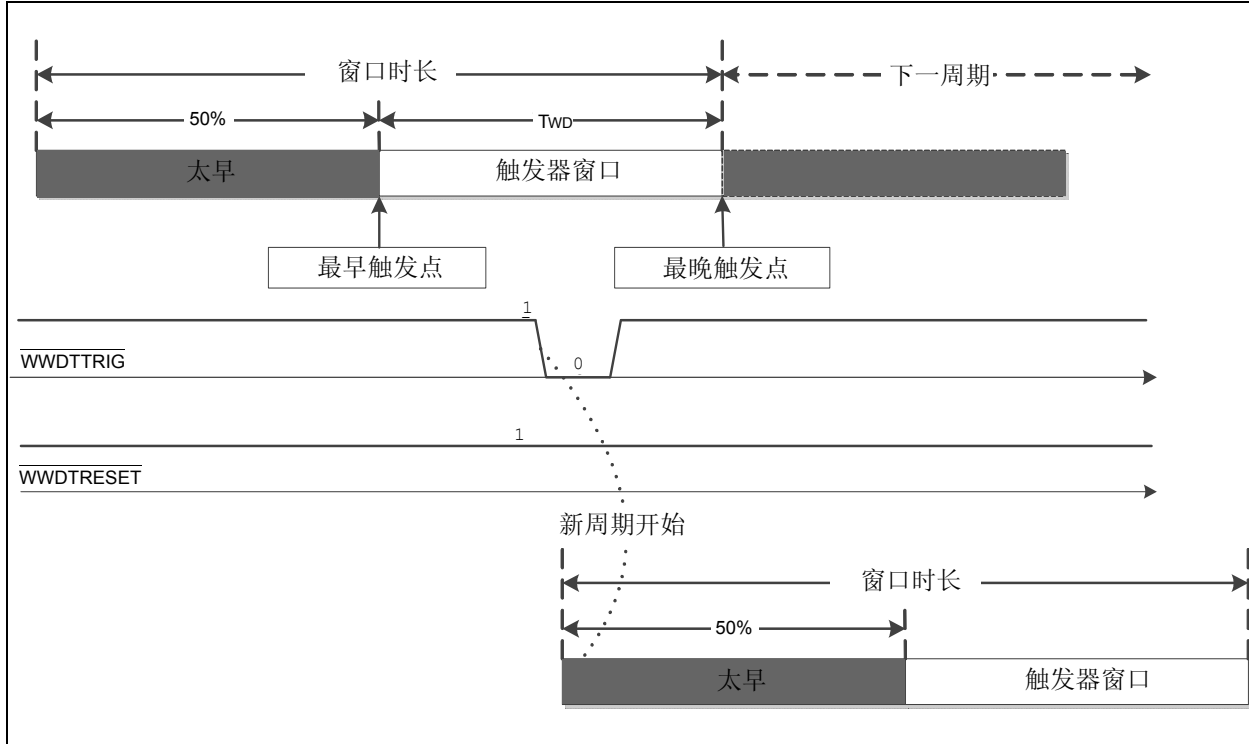 窗口时长
下一周期
50%
TWD
太早
触发器窗口
最早触发点
最晚触发点
1
WWDTTRIG
0
1
WWDTRESET
新周期开始
窗口时长
50%
太早
触发器窗口